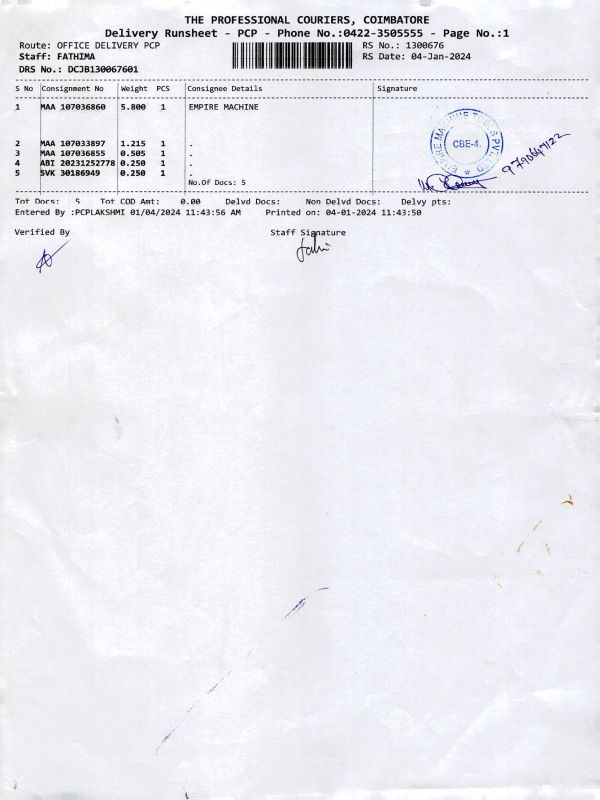 THE PROFESSIONAL COURIERS, COIMBATORE
Delivery Runsheet - PCP - Phone No.:0422-3505555 - Page No.:1
Route: OFFICE DELIVERY PCP RS No.: 1300676
Staff: FATHIMA RS Date: 04-Jan-2024
DRS No.: DCJB130067601
S No Consignment No Weight PCS Consignee Details Signature
1 MAA 107036860 5.800 1 EMPIRE MACHINE
2 MAA 107033897 1.215 1 .
3 MAA 107036855 0.505 1 .
4 ABI 20231252778 0.250 1 .
5 SVK 30186949 0.250 1 .
No.Of Docs: 5
EMPIRE MACHINE TOOLS PVT. LTD
CBE-4.
Tot Docs: 5 Tot COD Amt: 0.00 Delvd Docs: Non Delvd Docs: Delvy pts:
Entered By :PCPLAKSHMI 01/04/2024 11:43:56 AM Printed on: 04-01-2024 11:43:50
Verified By Staff Signature